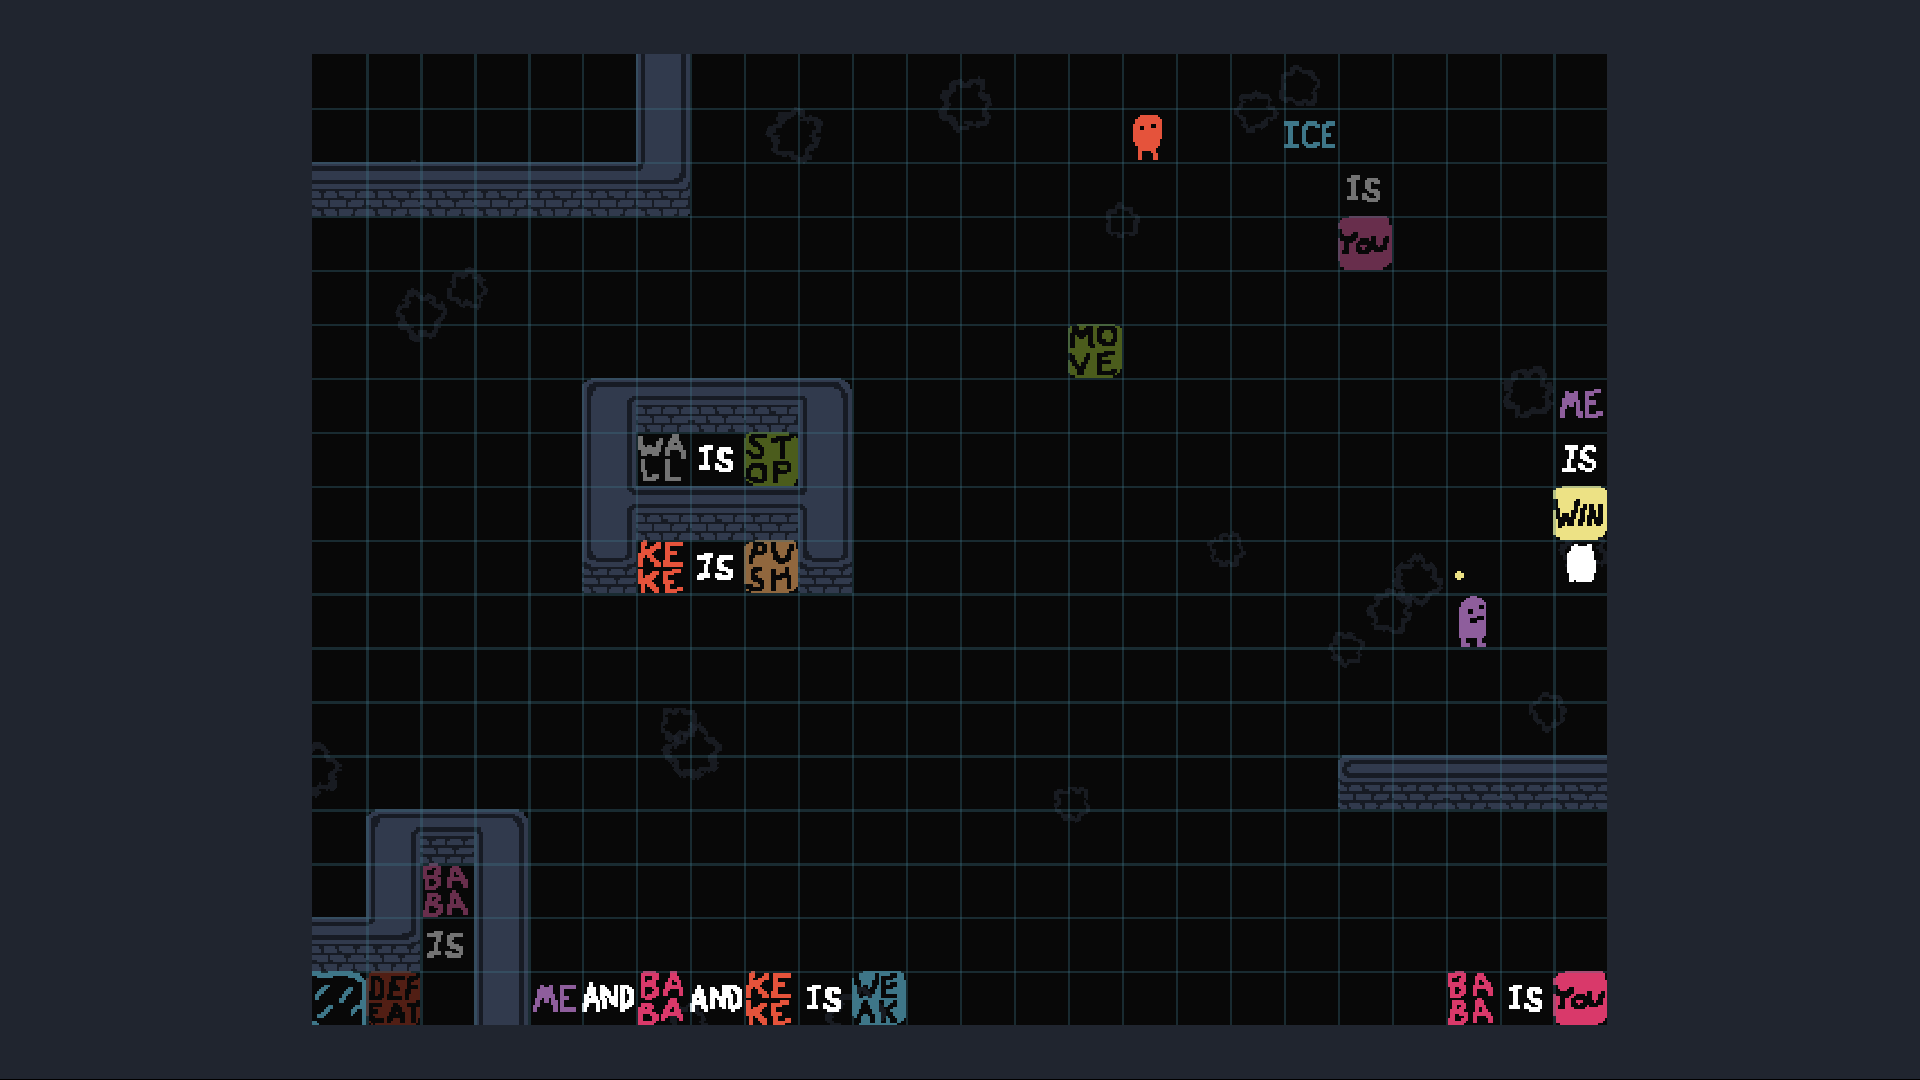 ICE
IS
YOU
MOVE
ME
WALL IS STOP
IS
WIN
KEKE IS PUSH
BABA
IS
DEFEAT ME AND BABA AND KEKE IS WEAK BABA IS YOU